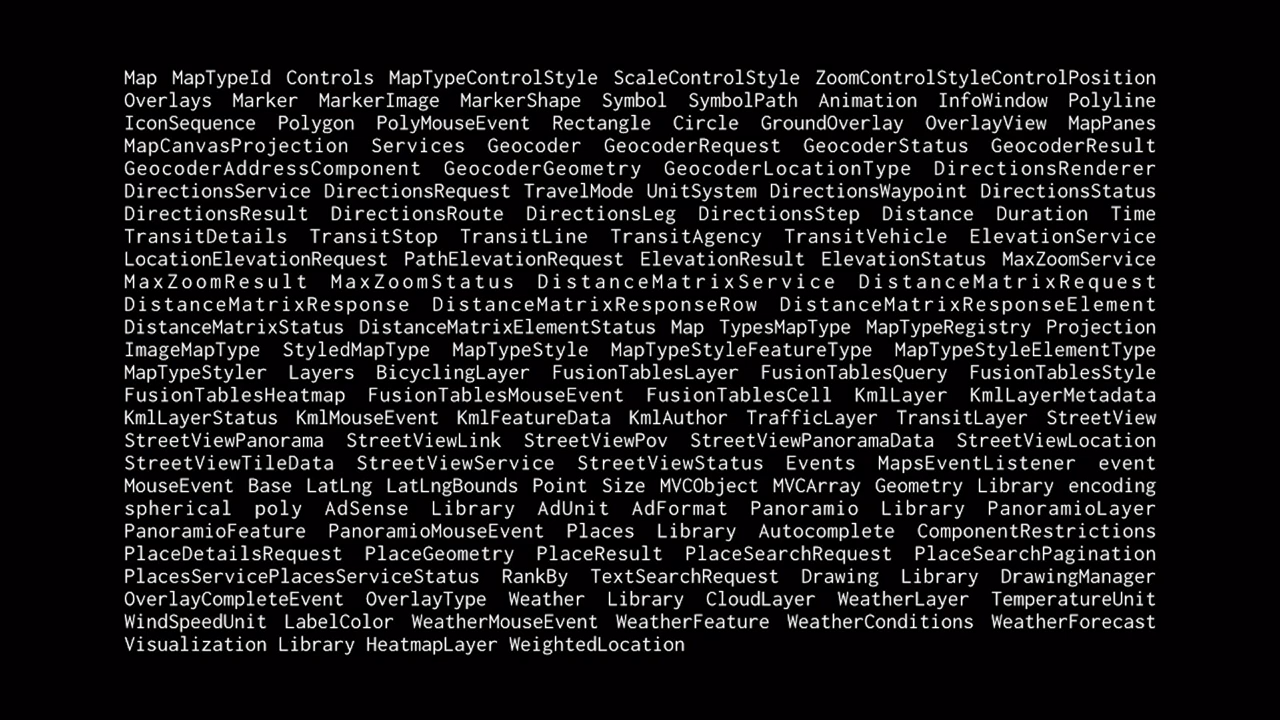 Map MapTypeId Controls MapTypeControlStyle ScaleControlStyle ZoomControlStyleControlPosition
Overlays Marker MarkerImage MarkerShape Symbol SymbolPath Animation InfoWindow Polyline
IconSequence Polygon PolyMouseEvent Rectangle Circle GroundOverlay OverlayView MapPanes
MapCanvasProjection Services Geocoder GeocoderRequest GeocoderStatus GeocoderResult
GeocoderAddressComponent GeocoderGeometry GeocoderLocationType DirectionsRenderer
DirectionsService DirectionsRequest TravelMode UnitSystem DirectionsWaypoint DirectionsStatus
DirectionsResult DirectionsRoute DirectionsLeg DirectionsStep Distance Duration Time
TransitDetails TransitStop TransitLine TransitAgency TransitVehicle ElevationService
LocationElevationRequest PathElevationRequest ElevationResult ElevationStatus MaxZoomService
MaxZoomResult MaxZoomStatus DistanceMatrixService DistanceMatrixRequest
DistanceMatrixResponse DistanceMatrixResponseRow DistanceMatrixResponseElement
DistanceMatrixStatus DistanceMatrixElementStatus Map TypesMapType MapTypeRegistry Projection
ImageMapType StyledMapType MapTypeStyle MapTypeStyleFeatureType MapTypeStyleElementType
MapTypeStyler Layers BicyclingLayer FusionTablesLayer FusionTablesQuery FusionTablesStyle
FusionTablesHeatmap FusionTablesMouseEvent FusionTablesCell KmlLayer KmlLayerMetadata
KmlLayerStatus KmlMouseEvent KmlFeatureData KmlAuthor TrafficLayer TransitLayer StreetView
StreetViewPanorama StreetViewLink StreetViewPov StreetViewPanoramaData StreetViewLocation
StreetViewTileData StreetViewService StreetViewStatus Events MapsEventListener event
MouseEvent Base LatLng LatLngBounds Point Size MVCObject MVCArray Geometry Library encoding
spherical poly AdSense Library AdUnit AdFormat Panoramio Library PanoramioLayer
PanoramioFeature PanoramioMouseEvent Places Library Autocomplete ComponentRestrictions
PlaceDetailsRequest PlaceGeometry PlaceResult PlaceSearchRequest PlaceSearchPagination
PlacesServicePlacesServiceStatus RankBy TextSearchRequest Drawing Library DrawingManager
OverlayCompleteEvent OverlayType Weather Library CloudLayer WeatherLayer TemperatureUnit
WindSpeedUnit LabelColor WeatherMouseEvent WeatherFeature WeatherConditions WeatherForecast
Visualization Library HeatmapLayer WeightedLocation